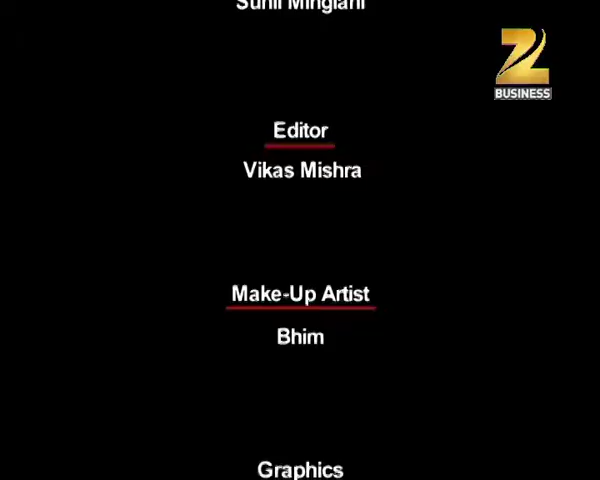 Sunil Minglani
Z
BUSINESS
Editor
Vikas Mishra
Make-Up Artist
Bhim
Graphics